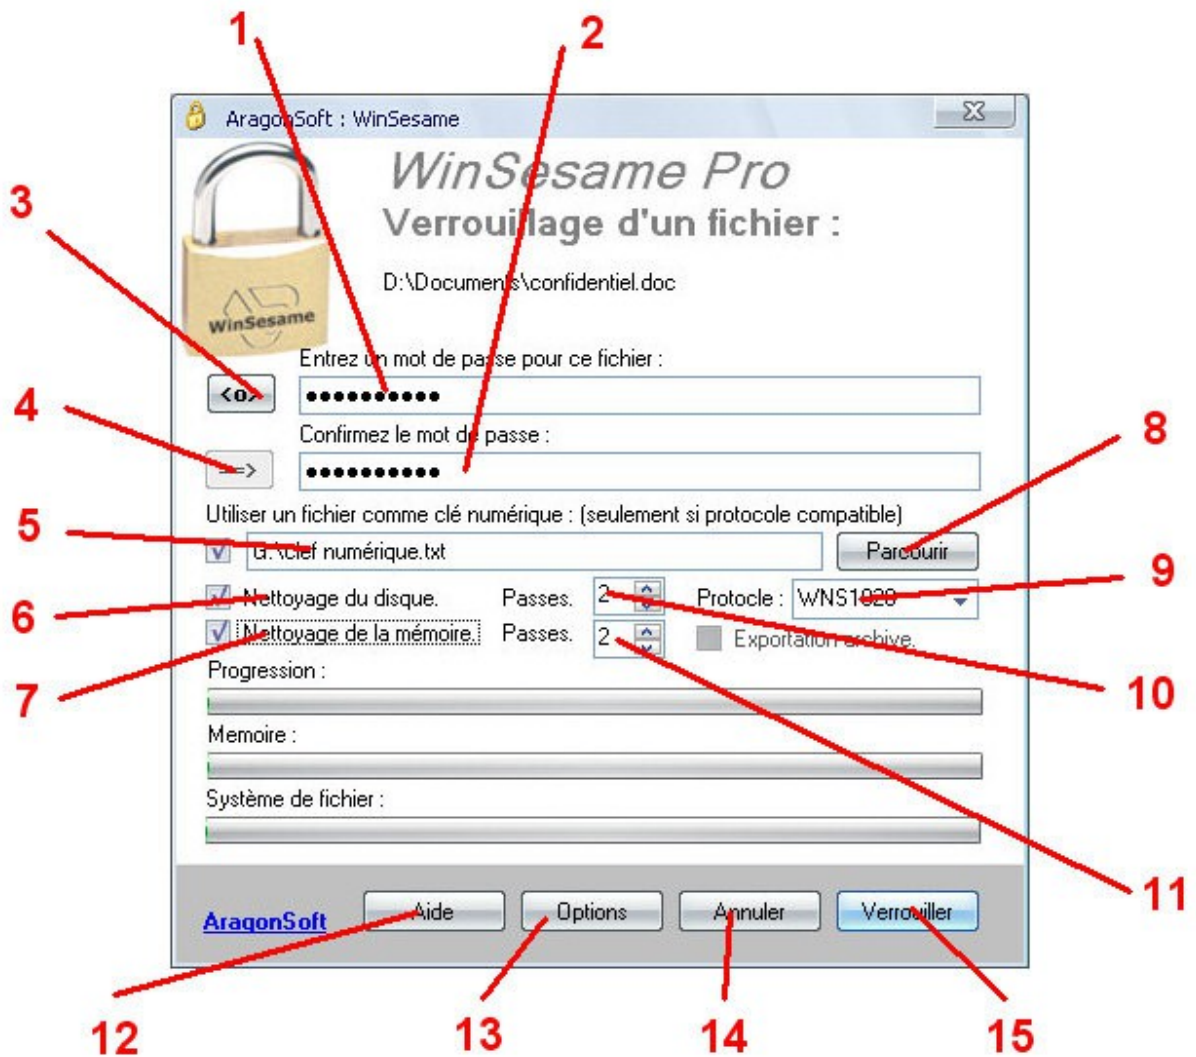 1 2
AragonSoft : WinSesame
WinSesame Pro
3
Verrouillage d'un fichier :
D:\Documents\confidentiel.doc
WinSesame
Entrez un mot de passe pour ce fichier :
4 <o> ••••••••••
Confirmez le mot de passe :
8
==> ••••••••••
Utiliser un fichier comme clé numérique : (seulement si protocole compatible)
5 G:\clef numérique.txt Parcourir
6 Nettoyage du disque. Passes. 2 Protocle : WNS1020 9
Nettoyage de la mémoire. Passes. 2 Exportation archive.
7 Progression : 10
Memoire :
Système de fichier :
11
AragonSoft Aide Options Annuler Verrouiller
12 13 14 15